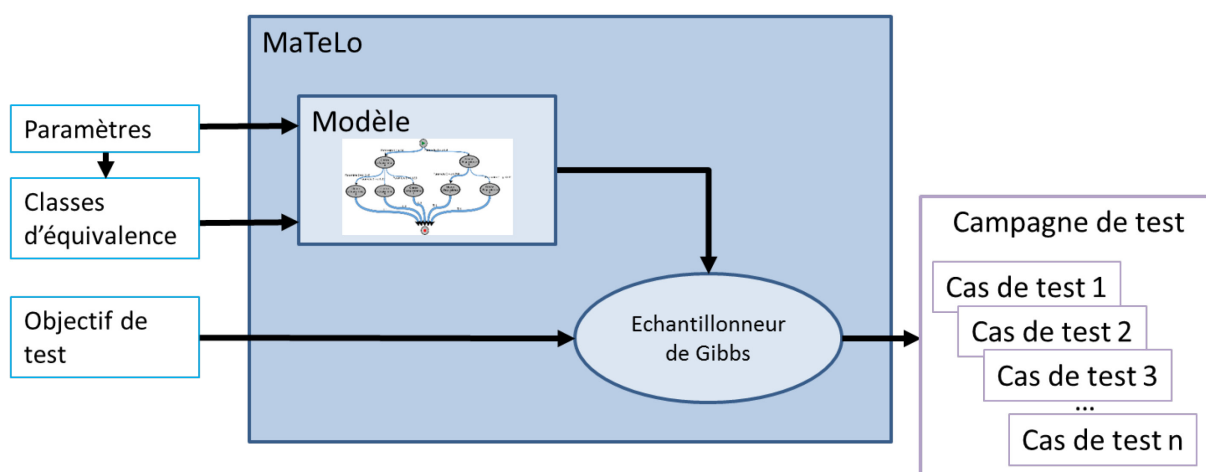 MaTeLo
Paramètres
Modèle
Classes
d’équivalence
Objectif de
test
Echantillonneur
de Gibbs
Campagne de test
Cas de test 1
Cas de test 2
Cas de test 3
...
Cas de test n